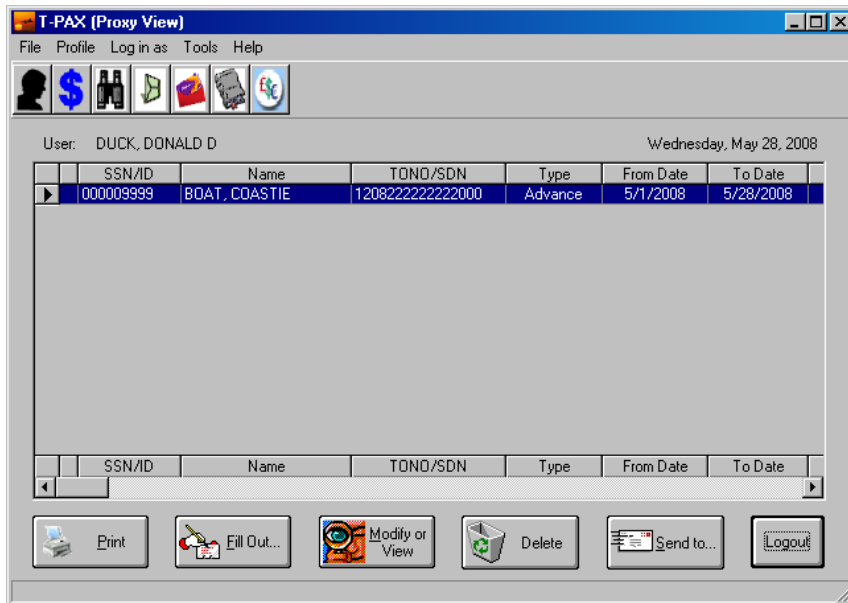 T-PAX (Proxy View)
File Profile Log in as Tools Help
User: DUCK, DONALD D Wednesday, May 28, 2008
SSN/ID Name TONO/SDN Type From Date To Date
000009999 BOAT, COASTIE 1208222222222000 Advance 5/1/2008 5/28/2008
SSN/ID Name TONO/SDN Type From Date To Date
Print Fill Out... Modify or View Delete Send to... Logout